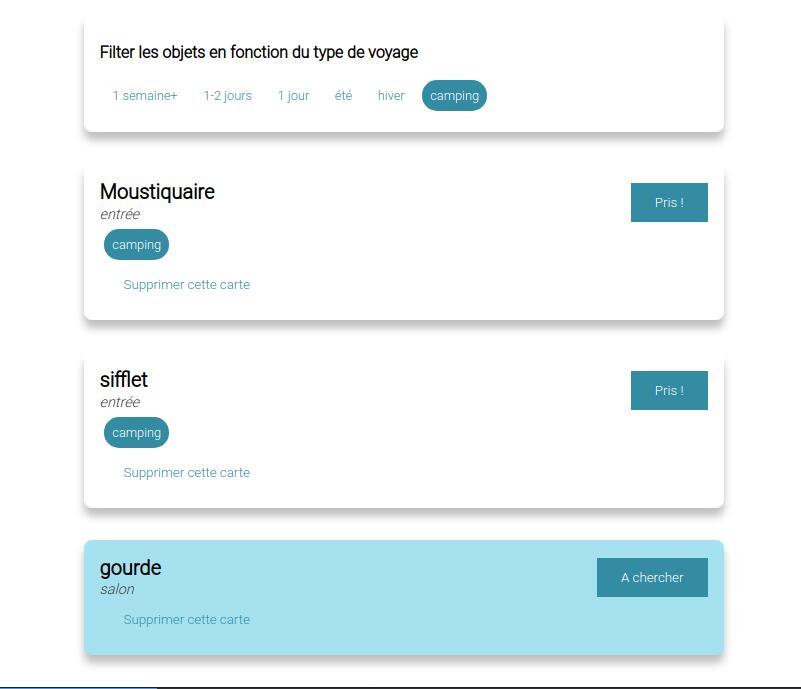 Filter les objets en fonction du type de voyage
1 semaine+ 1-2 jours 1 jour été hiver camping
Moustiquaire
Pris !
entrée
camping
Supprimer cette carte
sifflet
Pris !
entrée
camping
Supprimer cette carte
gourde
A chercher
salon
Supprimer cette carte